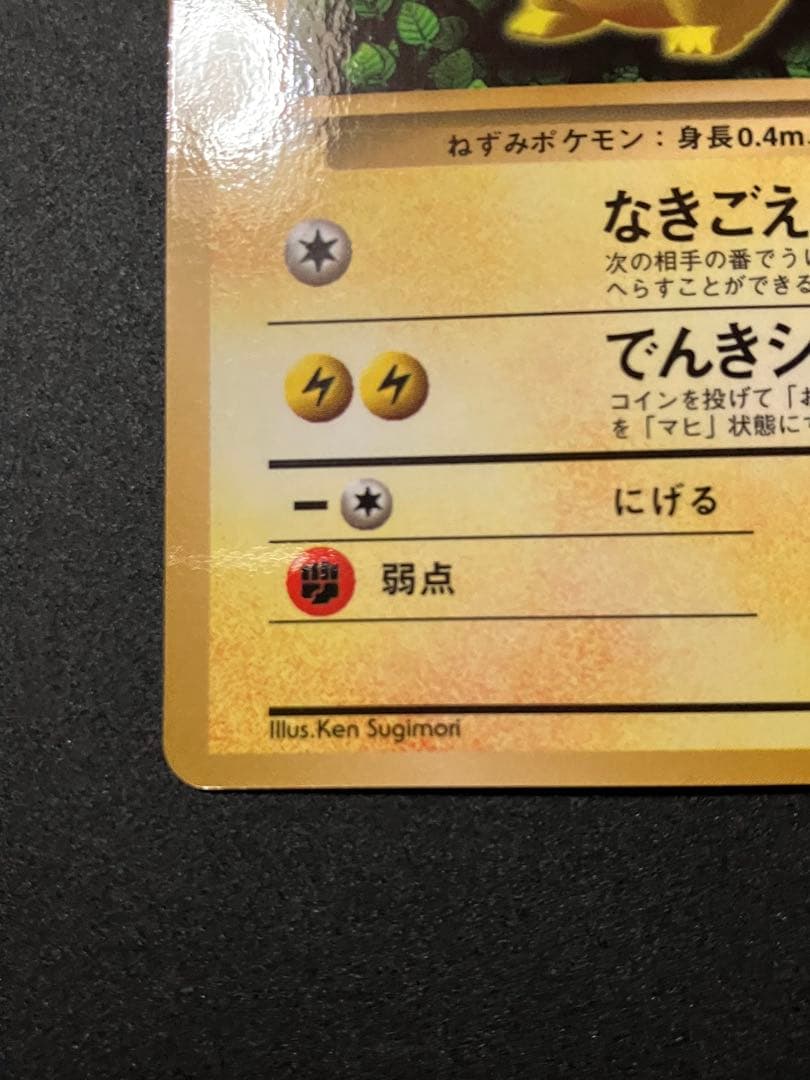 ねずみポケモン：身長0.4m
なきごえ
次の相手の番でうし
へらすことができる
でんきシ
コインを投げて「お
を「マヒ」状態にす
にげる
弱点
Illus.Ken Sugimori